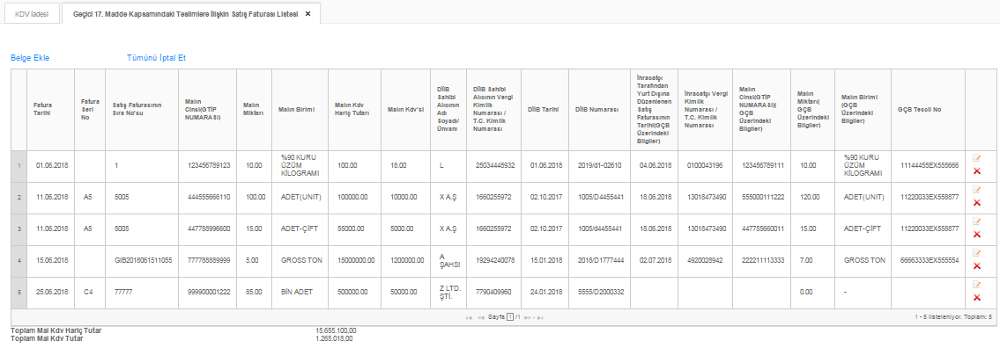 KDV İadesi
Geçici 17. Madde Kapsamındaki Teslimlere İlişkin Satış Faturası Listesi ×
Belge Ekle Tümünü İptal Et
Fatura Tarihi Fatura Seri No Satış Faturasının Sıra No'su Malın Cinsi(GTİP NUMARASI) Malın Miktarı Malın Birimi Malın Kdv Hariç Tutarı Malın Kdv'si DİİB Sahibi Alıcının Adı Soyadı/ Ünvanı DİİB Sahibi Alıcının Vergi Kimlik Numarası / T.C. Kimlik Numarası DİİB Tarihi DİİB Numarası İhracatçı Tarafından Yurt Dışına Düzenlenen Satış Faturasının Tarihi(GÇB Üzerindeki Bilgiler) İhracatçı Vergi Kimlik Numarası / T.C. Kimlik Numarası Malın Cinsi(GTİP NUMARASI)( GÇB Üzerindeki Bilgiler) Malın Miktarı( GÇB Üzerindeki Bilgiler) Malın Birimi (GÇB Üzerindeki Bilgiler) GÇB Tescil No
1 01.06.2018 1 123456789123 10.00 %90 KURU ÜZÜM KİLOGRAMI 100.00 18.00 L 25034448932 01.06.2018 2019/d1-02610 04.06.2018 0100043196 123456789111 10.00 %90 KURU ÜZÜM KİLOGRAMI 11144455EX555666
2 11.06.2018 A5 5005 444555666110 100.00 ADET(UNIT) 100000.00 10000.00 X A.Ş 1660255972 02.10.2017 1005/D4455441 18.06.2018 13018473490 555000111222 120.00 ADET(UNIT) 11220033EX558877
3 11.06.2018 A5 5005 447788996600 15.00 ADET-ÇİFT 55000.00 5000.00 X A.Ş 1660255972 02.10.2017 1005/d4455441 18.06.2018 13018473490 447755660011 15.00 ADET-ÇİFT 11220033EX558877
4 15.06.2018 GIB2018061511055 777788889999 5.00 GROSS TON 15000000.00 1200000.00 A ŞAHSI 19294240078 15.01.2018 2018/D1777444 02.07.2018 4920028942 222211113333 7.00 GROSS TON 66663333EX555554
5 25.06.2018 C4 77777 999900001222 85.00 BİN ADET 500000.00 50000.00 Z LTD. ŞTİ. 7790409960 24.01.2018 5555/D2000332 0.00 -
Sayfa 1 /1 1 - 5 listeleniyor. Toplam: 5
Toplam Mal Kdv Hariç Tutar 15.655.100,00
Toplam Mal Kdv Tutar 1.265.018,00